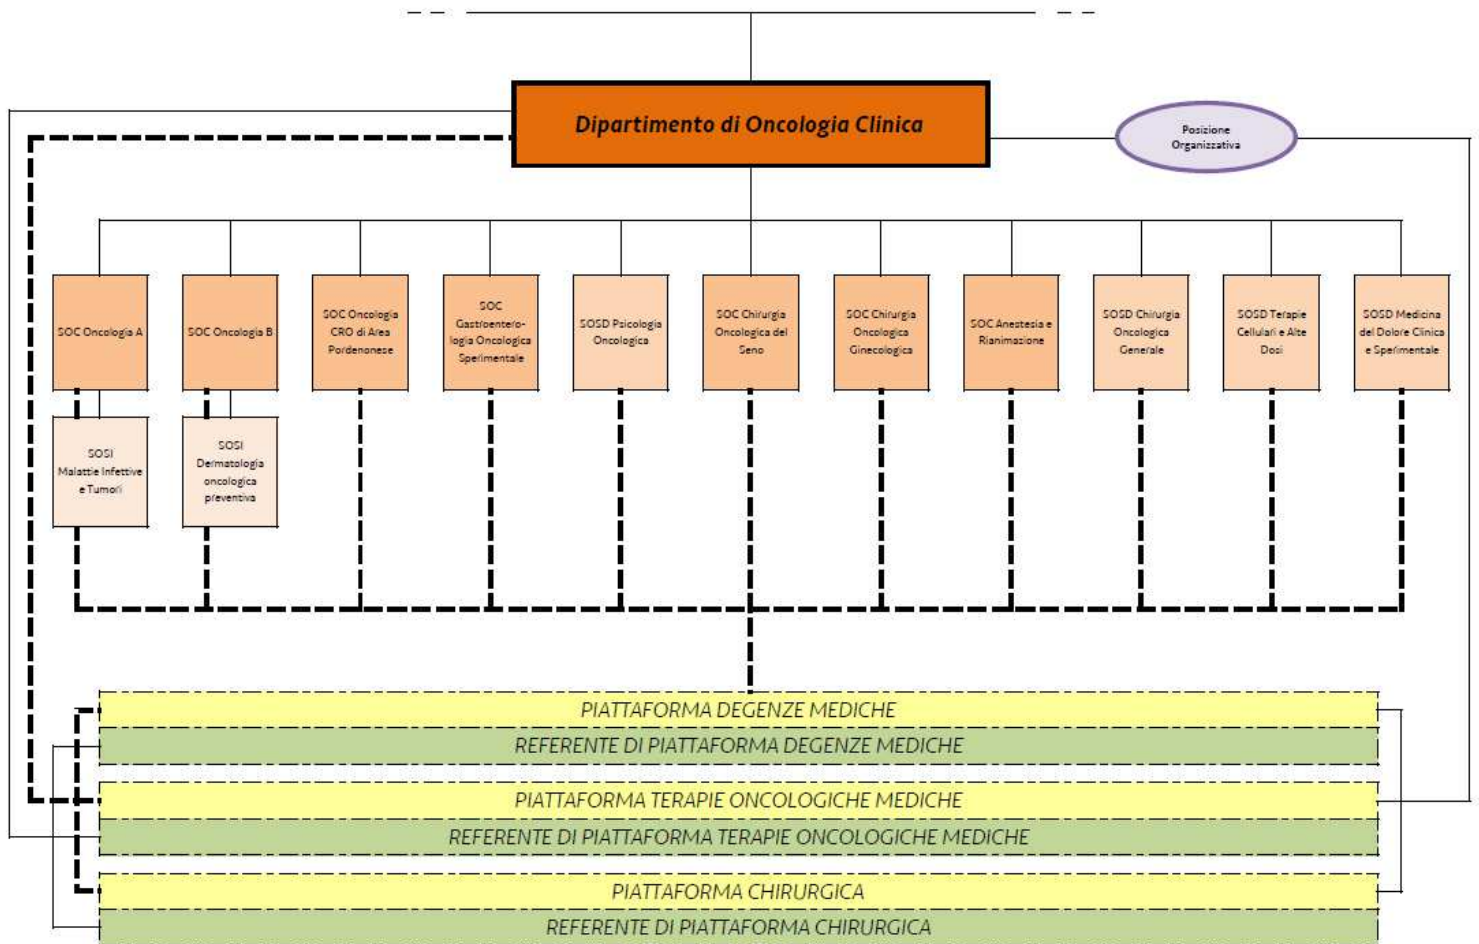 Dipartimento di Oncologia Clinica
Posizione
Organizzativa
SOC Oncologia A
SOC Oncologia B
SOC Oncologia
CRO di Area
Pordenonese
SOC
Gastroentero-
logia Oncologica
Sperimentale
SOSD Psicologia
Oncologica
SOC Chirurgia
Oncologica del
Seno
SOC Chirurgia
Oncologica
Ginecologica
SOC Anestesia e
Rianimazione
SOSD Chirurgia
Oncologica
Generale
SOSD Terapie
Cellulari e Alte
Dosi
SOSD Medicina
del Dolore Clinica
e Sperimentale
SOSI
Malattie Infettive
e Tumori
SOSI
Dermatologia
oncologica
preventiva
PIATTAFORMA DEGENZE MEDICHE
REFERENTE DI PIATTAFORMA DEGENZE MEDICHE
PIATTAFORMA TERAPIE ONCOLOGICHE MEDICHE
REFERENTE DI PIATTAFORMA TERAPIE ONCOLOGICHE MEDICHE
PIATTAFORMA CHIRURGICA
REFERENTE DI PIATTAFORMA CHIRURGICA